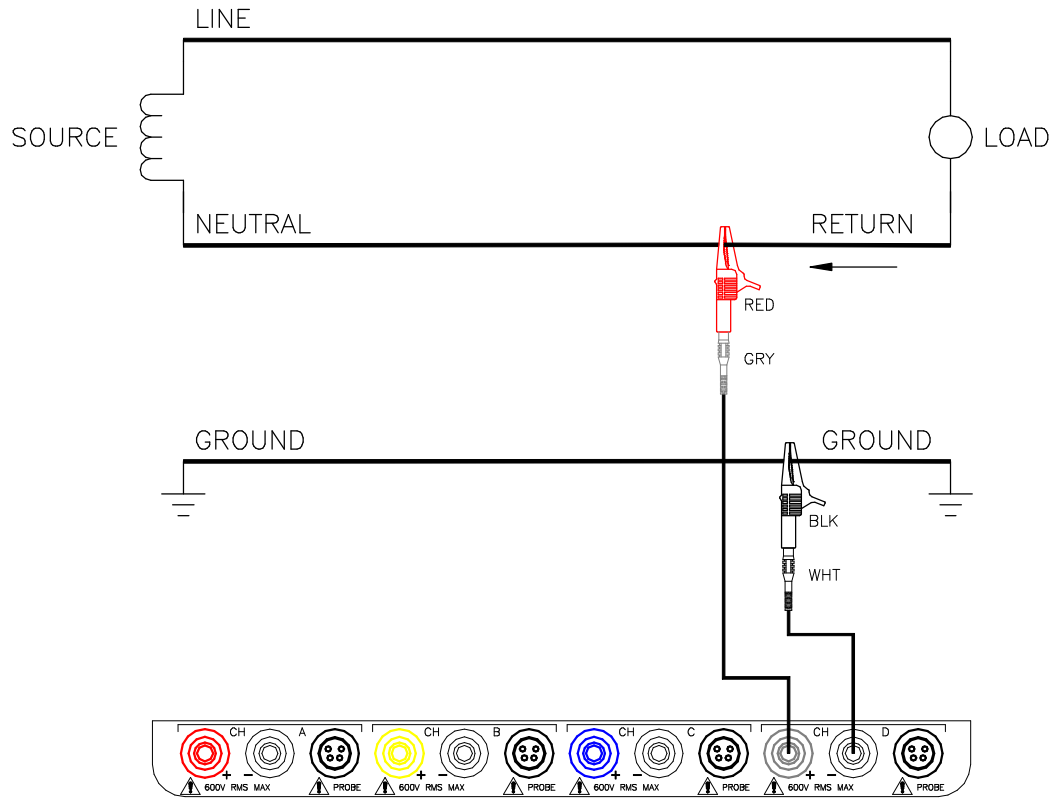 LINE
SOURCE
LOAD
NEUTRAL
RETURN
RED
GRY
GROUND
GROUND
BLK
WHT
CH A
CH B
CH C
CH D
+ −
+ −
+ −
+ −
! 600V RMS MAX ! PROBE
! 600V RMS MAX ! PROBE
! 600V RMS MAX ! PROBE
! 600V RMS MAX ! PROBE